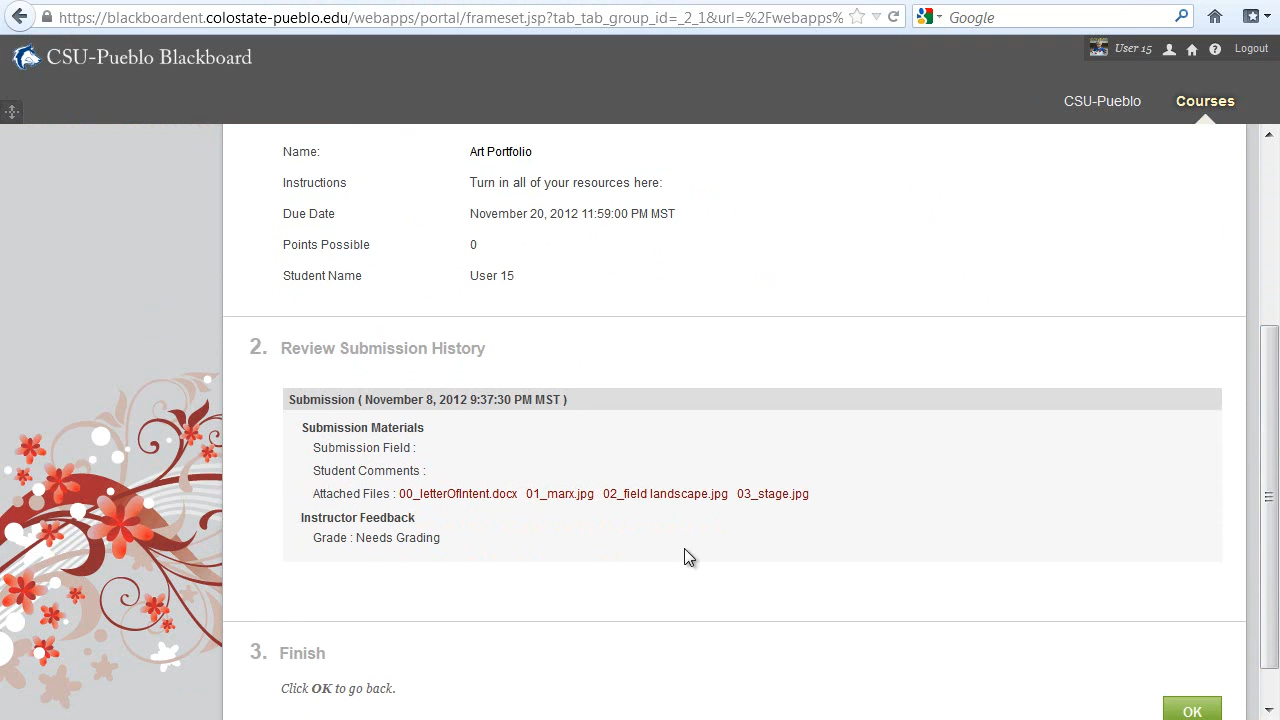 https://blackboardent.csu.state-pueblo.edu/webapps/portal/frameset.jsp?tab_tab_group_id=_2_1&url=%2Fwebapps%
Google
CSU-Pueblo Blackboard
User 15
Logout
CSU-Pueblo
Courses
Name: Art Portfolio
Instructions Turn in all of your resources here:
Due Date November 20, 2012 11:59:00 PM MST
Points Possible 0
Student Name User 15
2. Review Submission History
Submission ( November 8, 2012 9:37:30 PM MST )
Submission Materials
Submission Field :
Student Comments :
Attached Files : 00_letterOfIntent.docx 01_marx.jpg 02_field landscape.jpg 03_stage.jpg
Instructor Feedback
Grade : Needs Grading
3. Finish
Click OK to go back.
OK